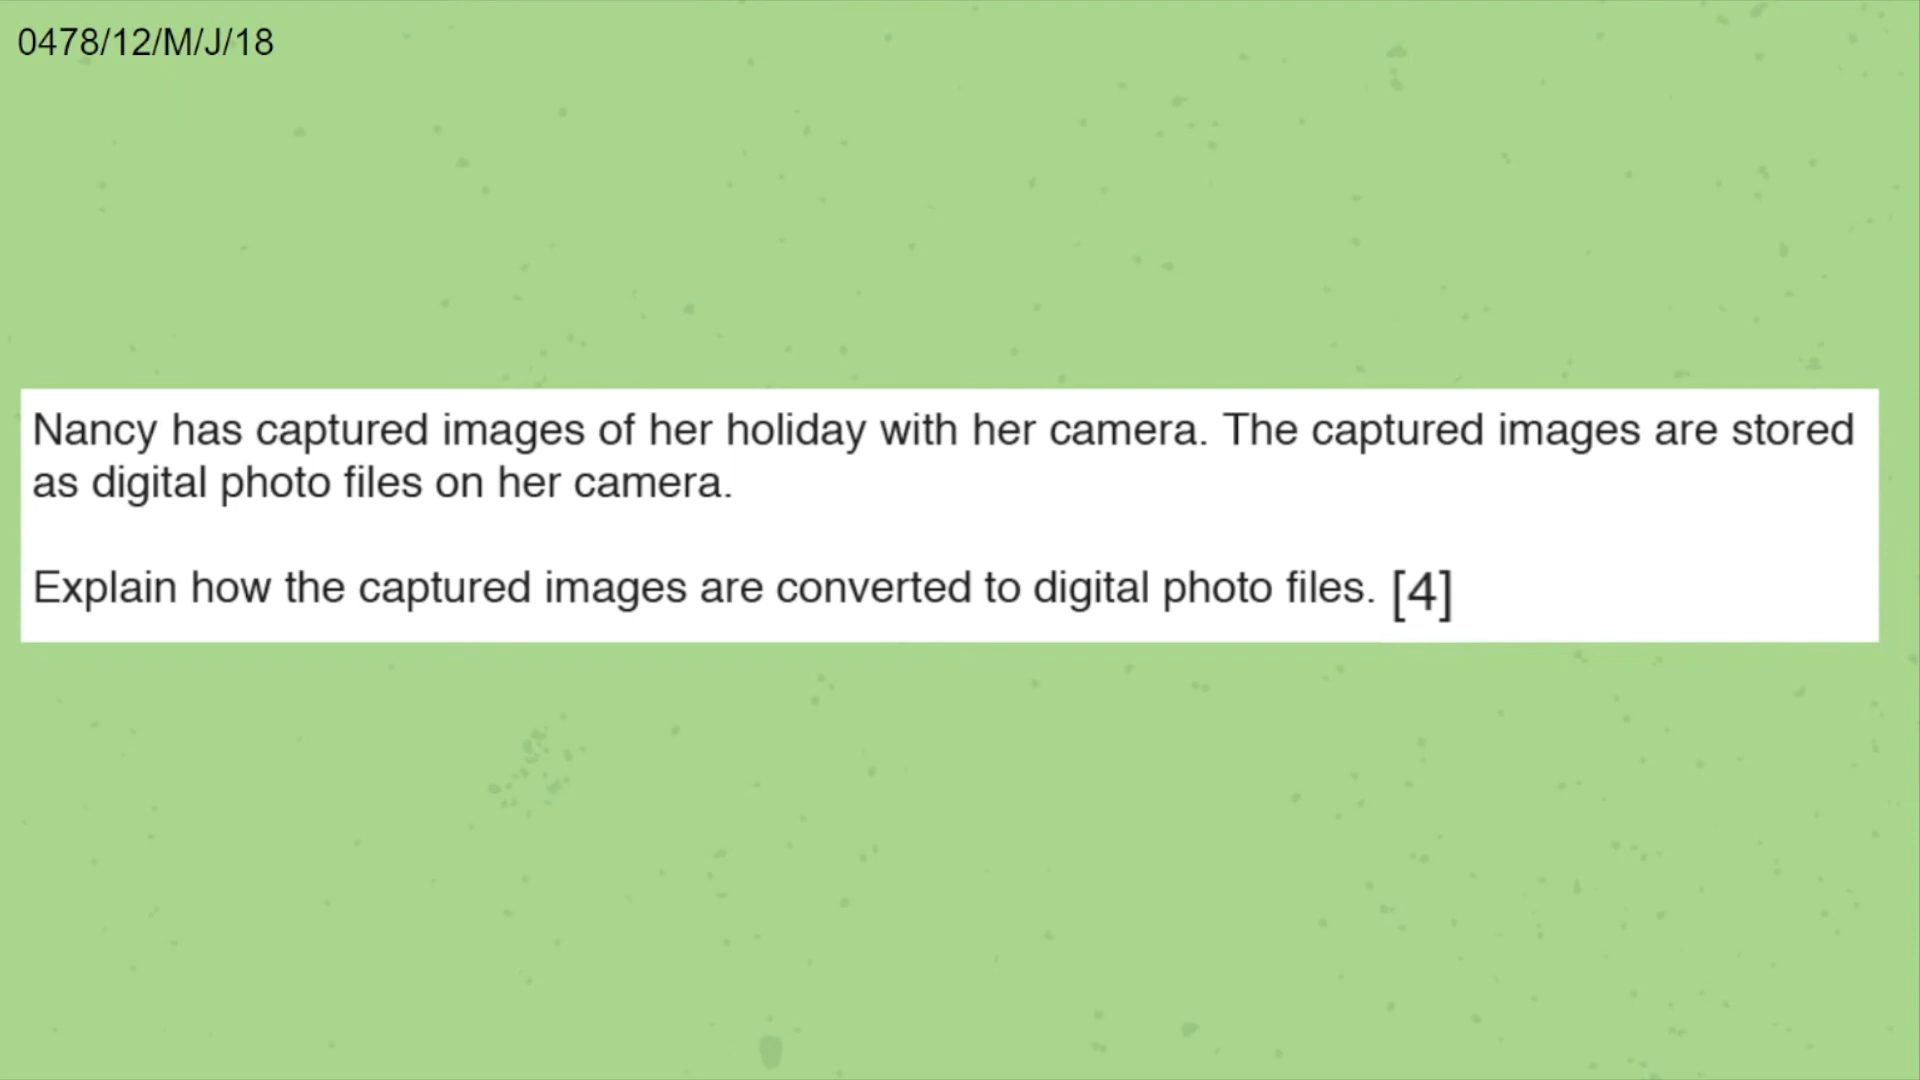 0478/12/M/J/18
Nancy has captured images of her holiday with her camera. The captured images are stored
as digital photo files on her camera.
Explain how the captured images are converted to digital photo files. [4]